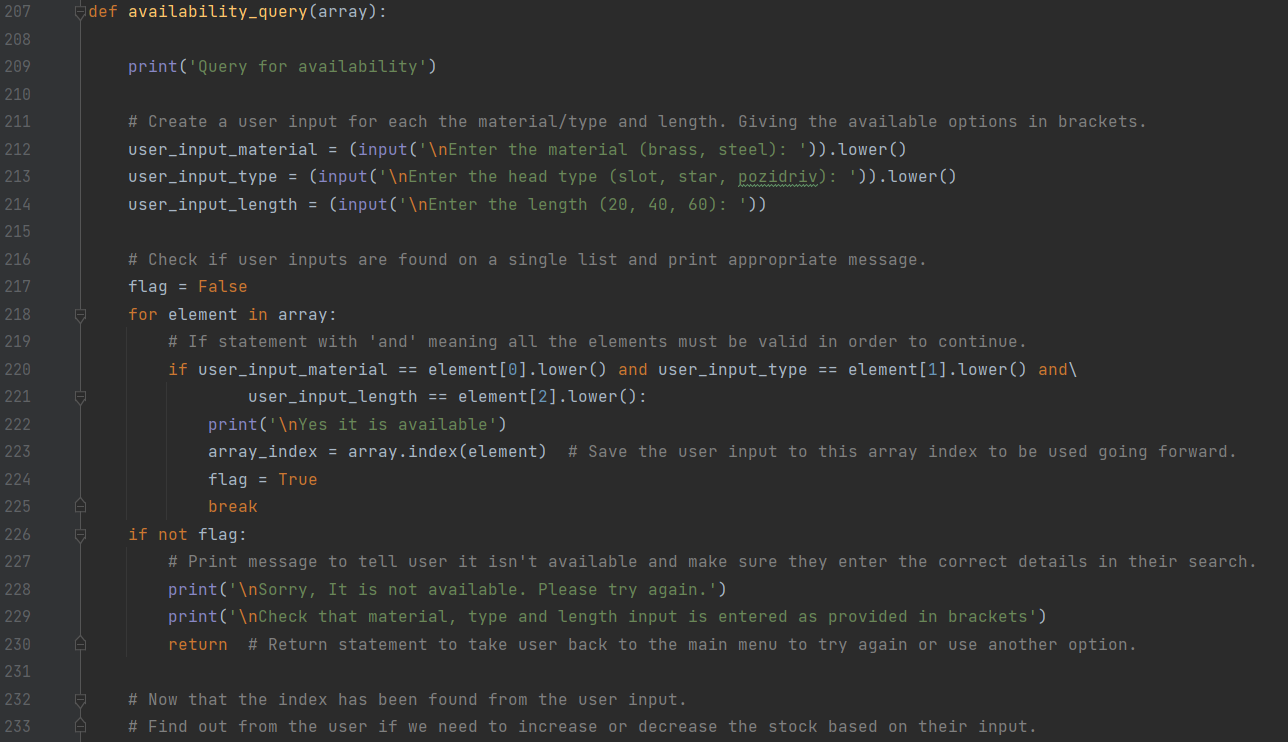 207 def availability_query(array):
208
209     print('Query for availability')
210
211     # Create a user input for each the material/type and length. Giving the available options in brackets.
212     user_input_material = (input('\nEnter the material (brass, steel): ')).lower()
213     user_input_type = (input('\nEnter the head type (slot, star, pozidriv): ')).lower()
214     user_input_length = (input('\nEnter the length (20, 40, 60): '))
215
216     # Check if user inputs are found on a single list and print appropriate message.
217     flag = False
218     for element in array:
219         # If statement with 'and' meaning all the elements must be valid in order to continue.
220         if user_input_material == element[0].lower() and user_input_type == element[1].lower() and\
221                 user_input_length == element[2].lower():
222             print('\nYes it is available')
223             array_index = array.index(element)  # Save the user input to this array index to be used going forward.
224             flag = True
225             break
226     if not flag:
227         # Print message to tell user it isn't available and make sure they enter the correct details in their search.
228         print('\nSorry, It is not available. Please try again.')
229         print('\nCheck that material, type and length input is entered as provided in brackets')
230         return  # Return statement to take user back to the main menu to try again or use another option.
231
232     # Now that the index has been found from the user input.
233     # Find out from the user if we need to increase or decrease the stock based on their input.